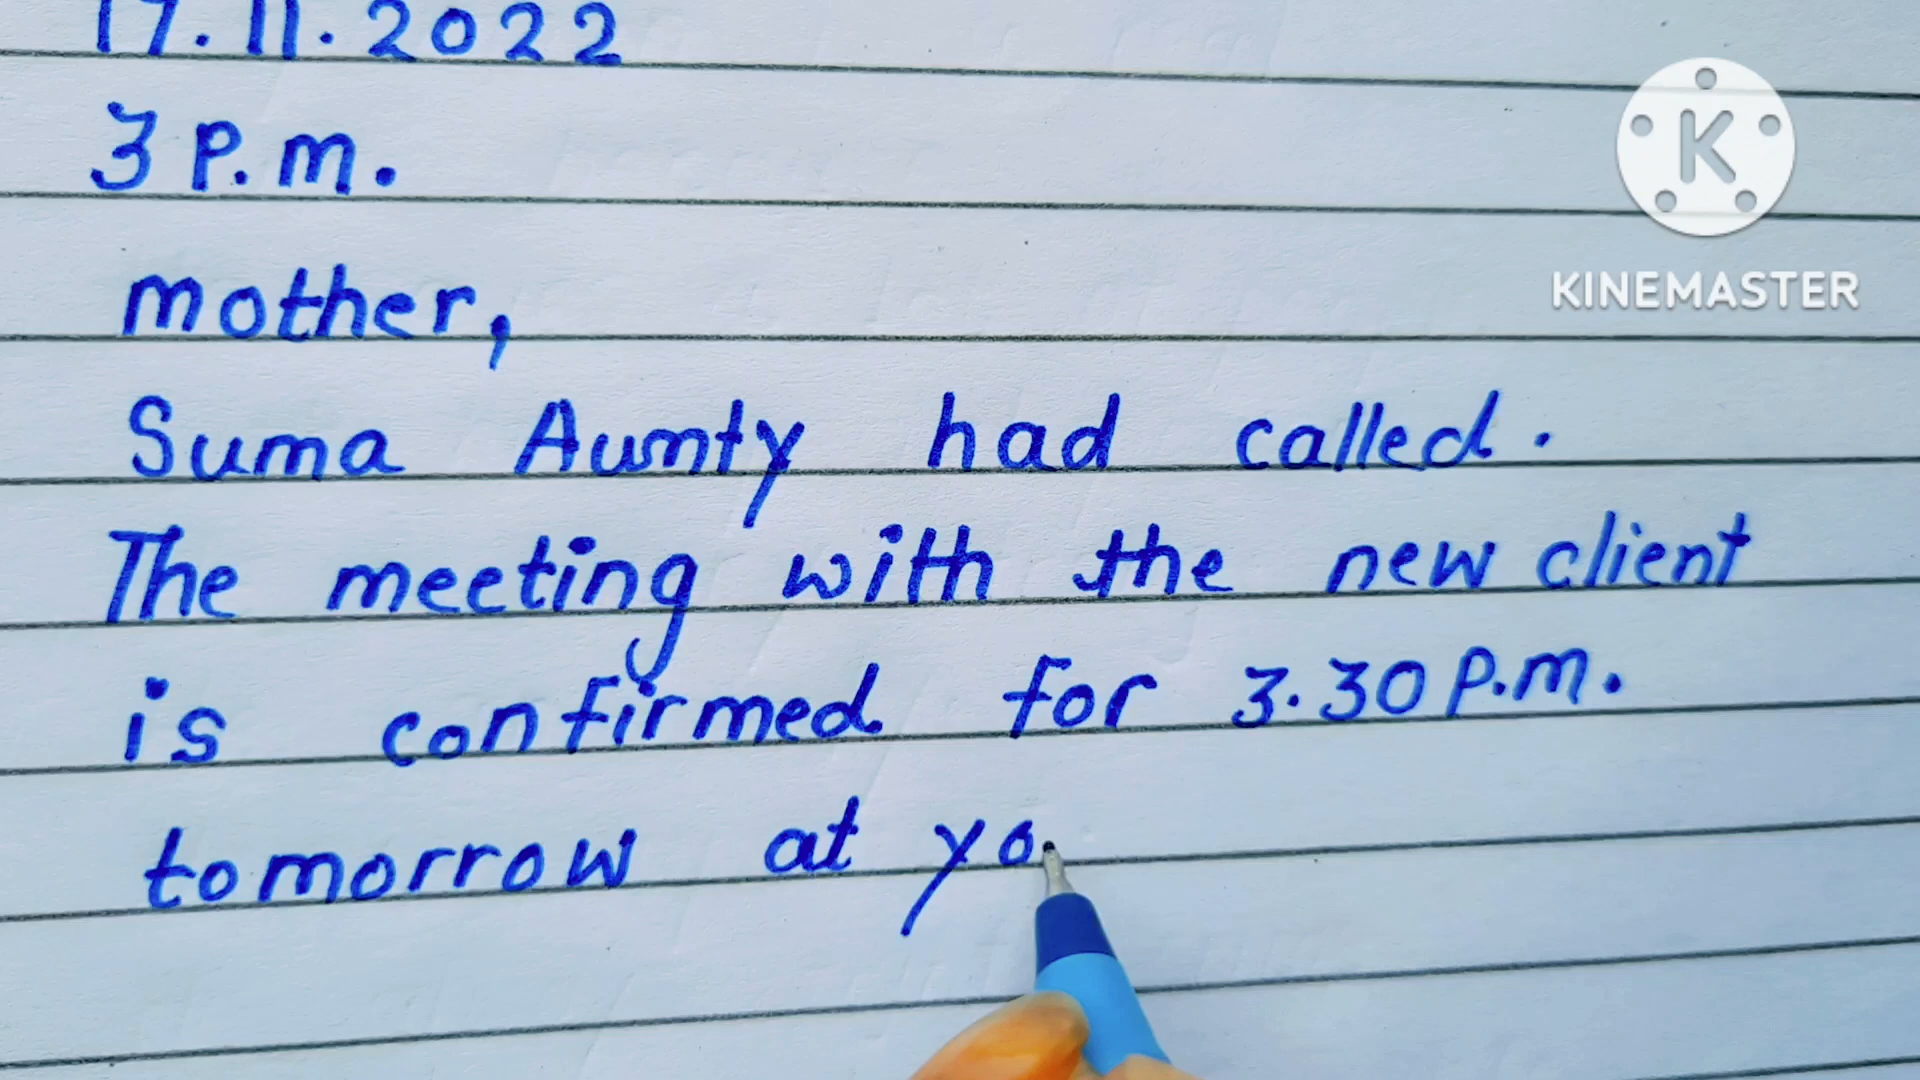 17.11.2022
3 P.m.
mother,
Suma Aunty had called.
The meeting with the new client
is confirmed for 3.30 P.m.
tomorrow at yo
K
KINEMASTER